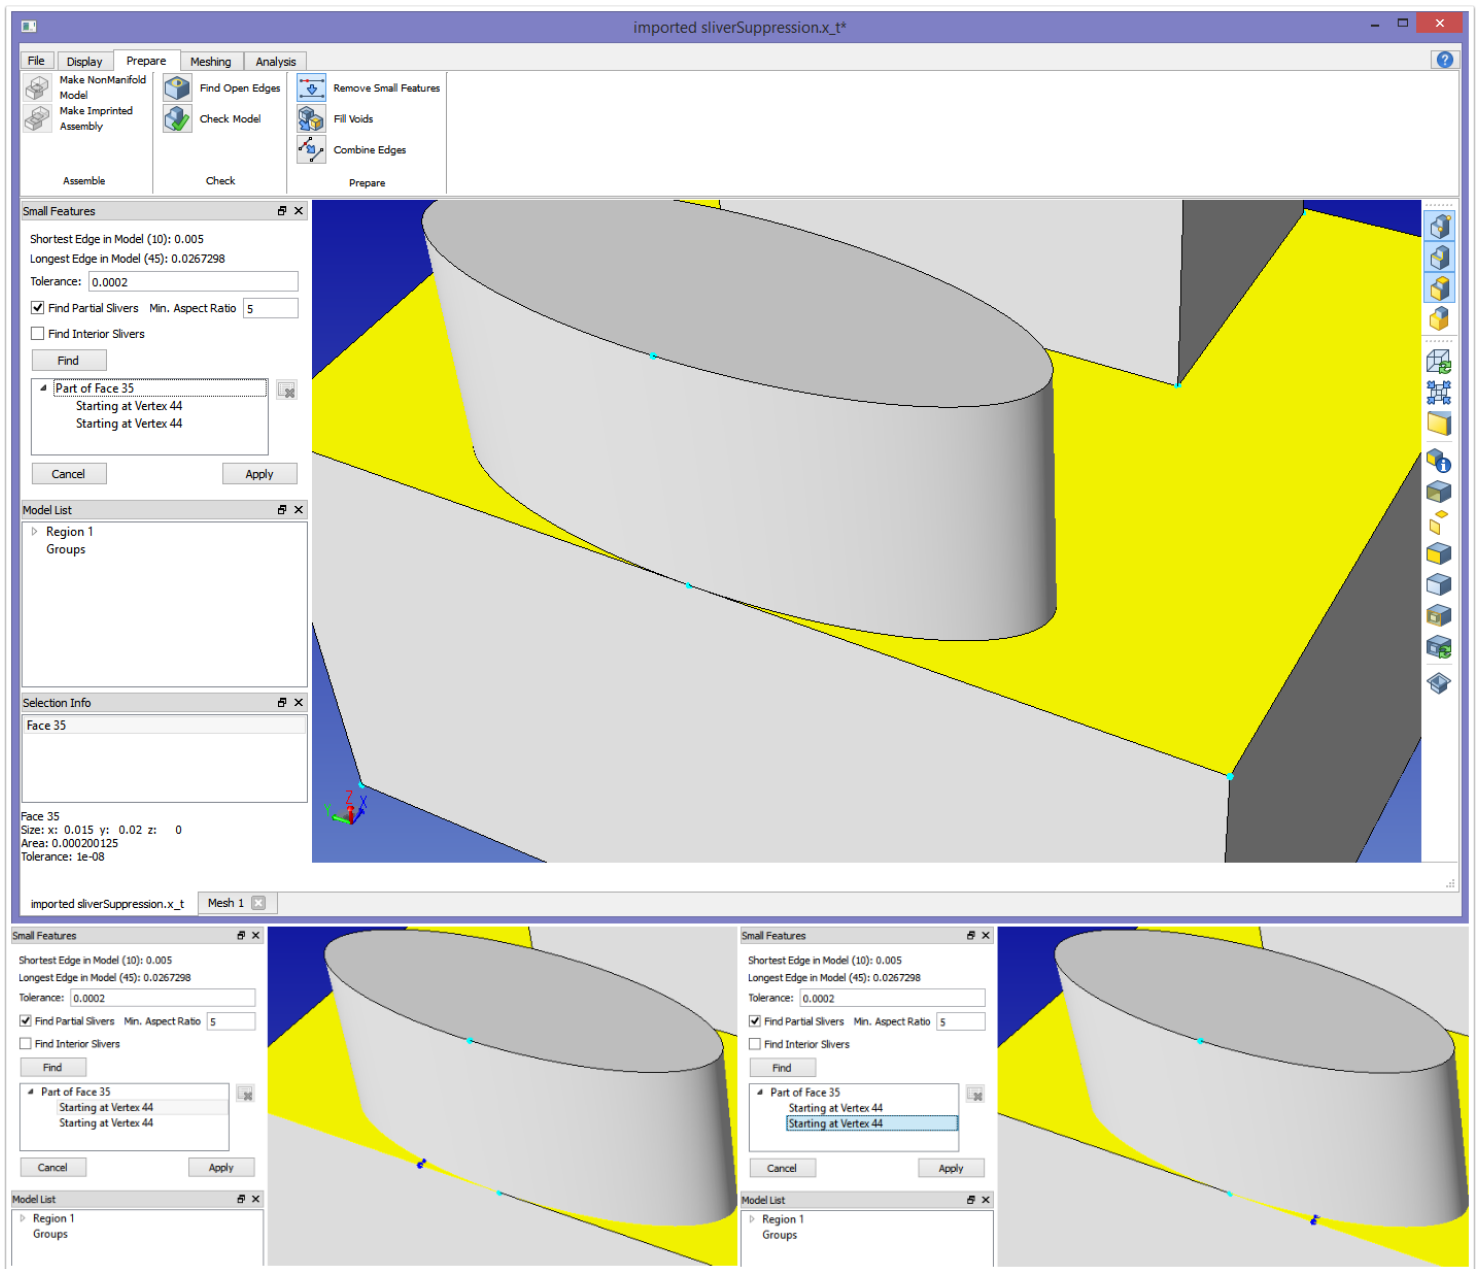 imported sliverSuppression.x_t*
File Display Prepare Meshing Analysis
Make NonManifold
Model
Make Imprinted
Assembly
Assemble
Find Open Edges
Check Model
Check
Remove Small Features
Fill Voids
Combine Edges
Prepare
Small Features
Shortest Edge in Model (10): 0.005
Longest Edge in Model (45): 0.0267298
Tolerance: 0.0002
Find Partial Slivers Min. Aspect Ratio 5
Find Interior Slivers
Find
Part of Face 35
Starting at Vertex 44
Starting at Vertex 44
Cancel Apply
Model List
Region 1
Groups
Selection Info
Face 35
Face 35
Size: x: 0.015 y: 0.02 z: 0
Area: 0.000200125
Tolerance: 1e-08
Z
Y X
imported sliverSuppression.x_t Mesh 1
Small Features
Shortest Edge in Model (10): 0.005
Longest Edge in Model (45): 0.0267298
Tolerance: 0.0002
Find Partial Slivers Min. Aspect Ratio 5
Find Interior Slivers
Find
Part of Face 35
Starting at Vertex 44
Starting at Vertex 44
Cancel Apply
Model List
Region 1
Groups
Small Features
Shortest Edge in Model (10): 0.005
Longest Edge in Model (45): 0.0267298
Tolerance: 0.0002
Find Partial Slivers Min. Aspect Ratio 5
Find Interior Slivers
Find
Part of Face 35
Starting at Vertex 44
Starting at Vertex 44
Cancel Apply
Model List
Region 1
Groups